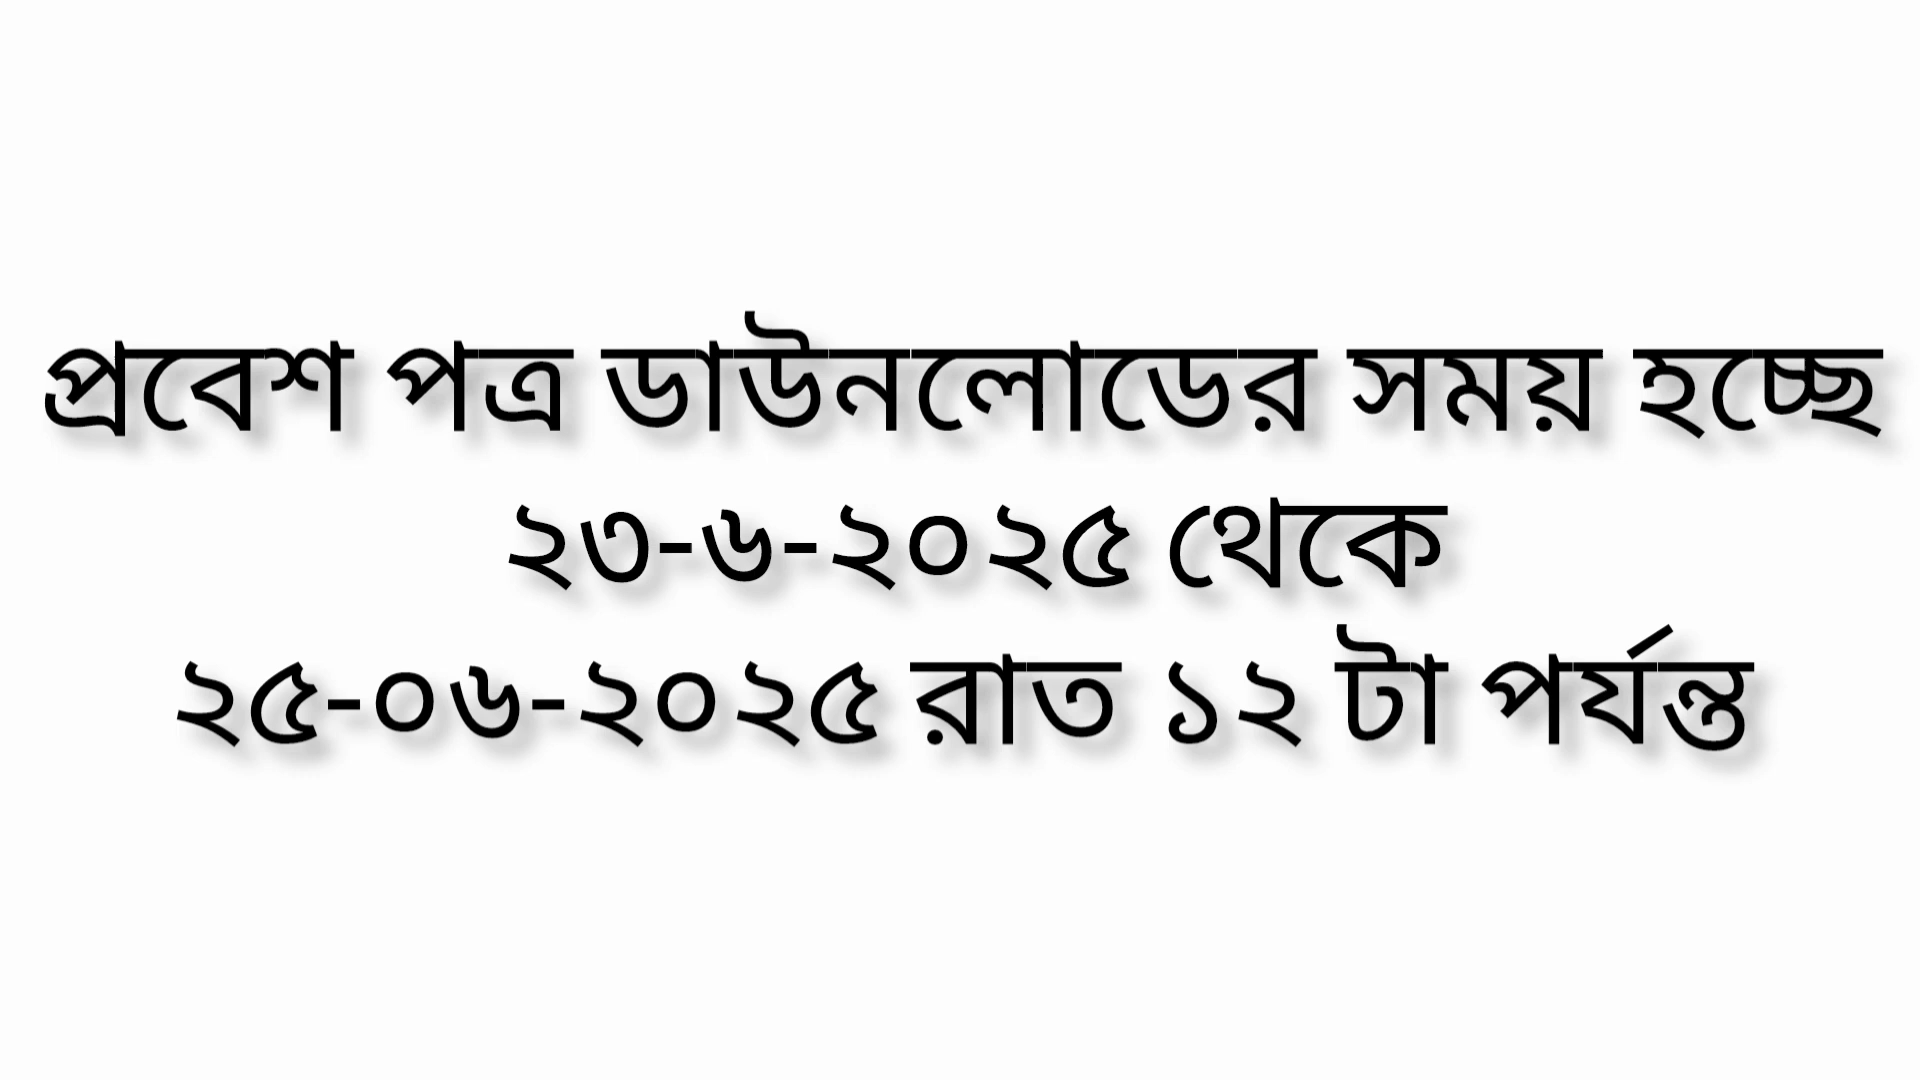 প্রবেশ পত্র ডাউনলোডের সময় হচ্ছে
২৩-৬-২০২৫ থেকে
২৫-০৬-২০২৫ রাত ১২ টা পর্যন্ত